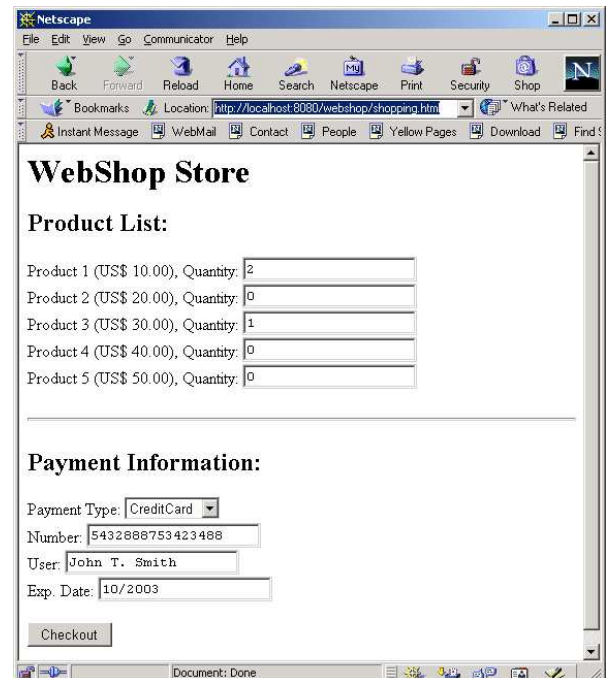 Netscape
File Edit View Go Communicator Help
Back Forward Reload Home Search My Netscape Print Security Shop N
Bookmarks Location: http://localhost:8080/webshop/shopping.htm What's Related
Instant Message WebMail Contact People Yellow Pages Download Find
WebShop Store
Product List:
Product 1 (US$ 10.00), Quantity: 2
Product 2 (US$ 20.00), Quantity: 0
Product 3 (US$ 30.00), Quantity: 1
Product 4 (US$ 40.00), Quantity: 0
Product 5 (US$ 50.00), Quantity: 0
Payment Information:
Payment Type: CreditCard
Number: 5432888753423488
User: John T. Smith
Exp. Date: 10/2003
Checkout
Document: Done